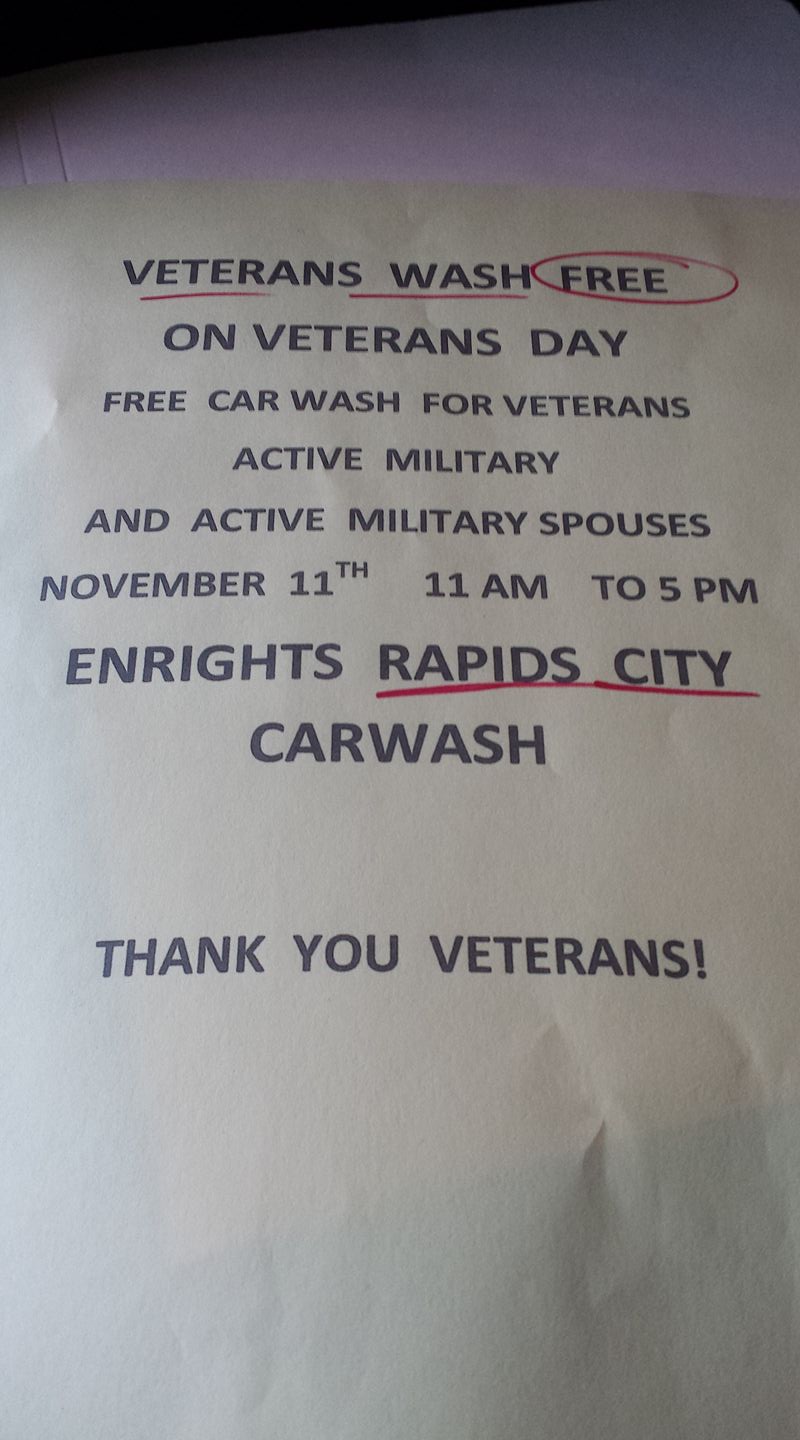 VETERANS WASH FREE
ON VETERANS DAY
FREE CAR WASH FOR VETERANS
ACTIVE MILITARY
AND ACTIVE MILITARY SPOUSES
NOVEMBER 11TH 11 AM TO 5 PM
ENRIGHTS RAPIDS CITY
CARWASH
THANK YOU VETERANS!